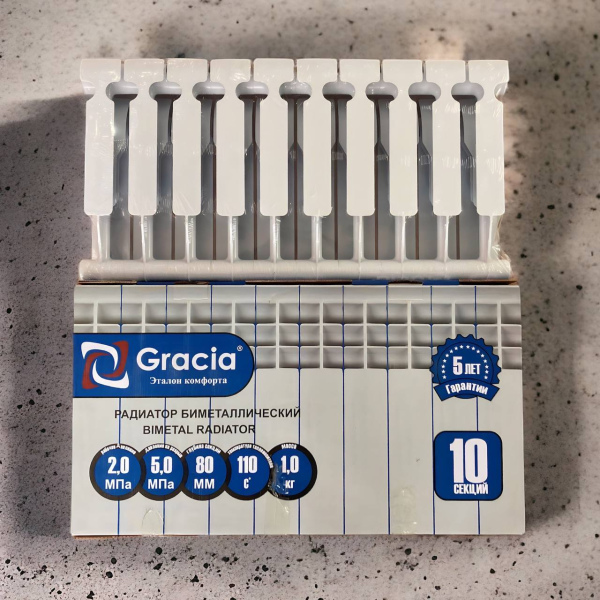 Gracia®
Эталон комфорта
5 ЛЕТ
Гарантии
РАДИАТОР БИМЕТАЛЛИЧЕСКИЙ
BIMETAL RADIATOR
2,0 МПа
5,0 МПа
80 ММ
110 С°
МАССА 1,0 кг
10
СЕКЦИЙ